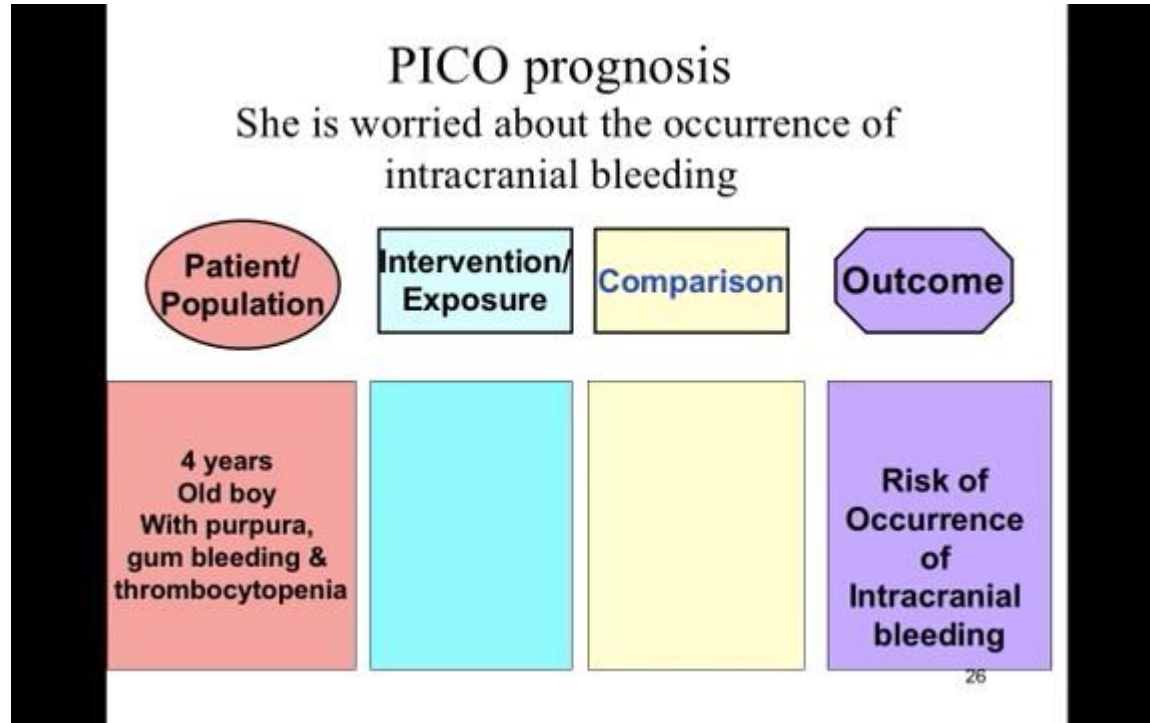 PICO prognosis
She is worried about the occurrence of
intracranial bleeding
Patient/
Population
Intervention/
Exposure
Comparison
Outcome
4 years
Old boy
With purpura,
gum bleeding &
thrombocytopenia
Risk of
Occurrence
of
Intracranial
bleeding
26